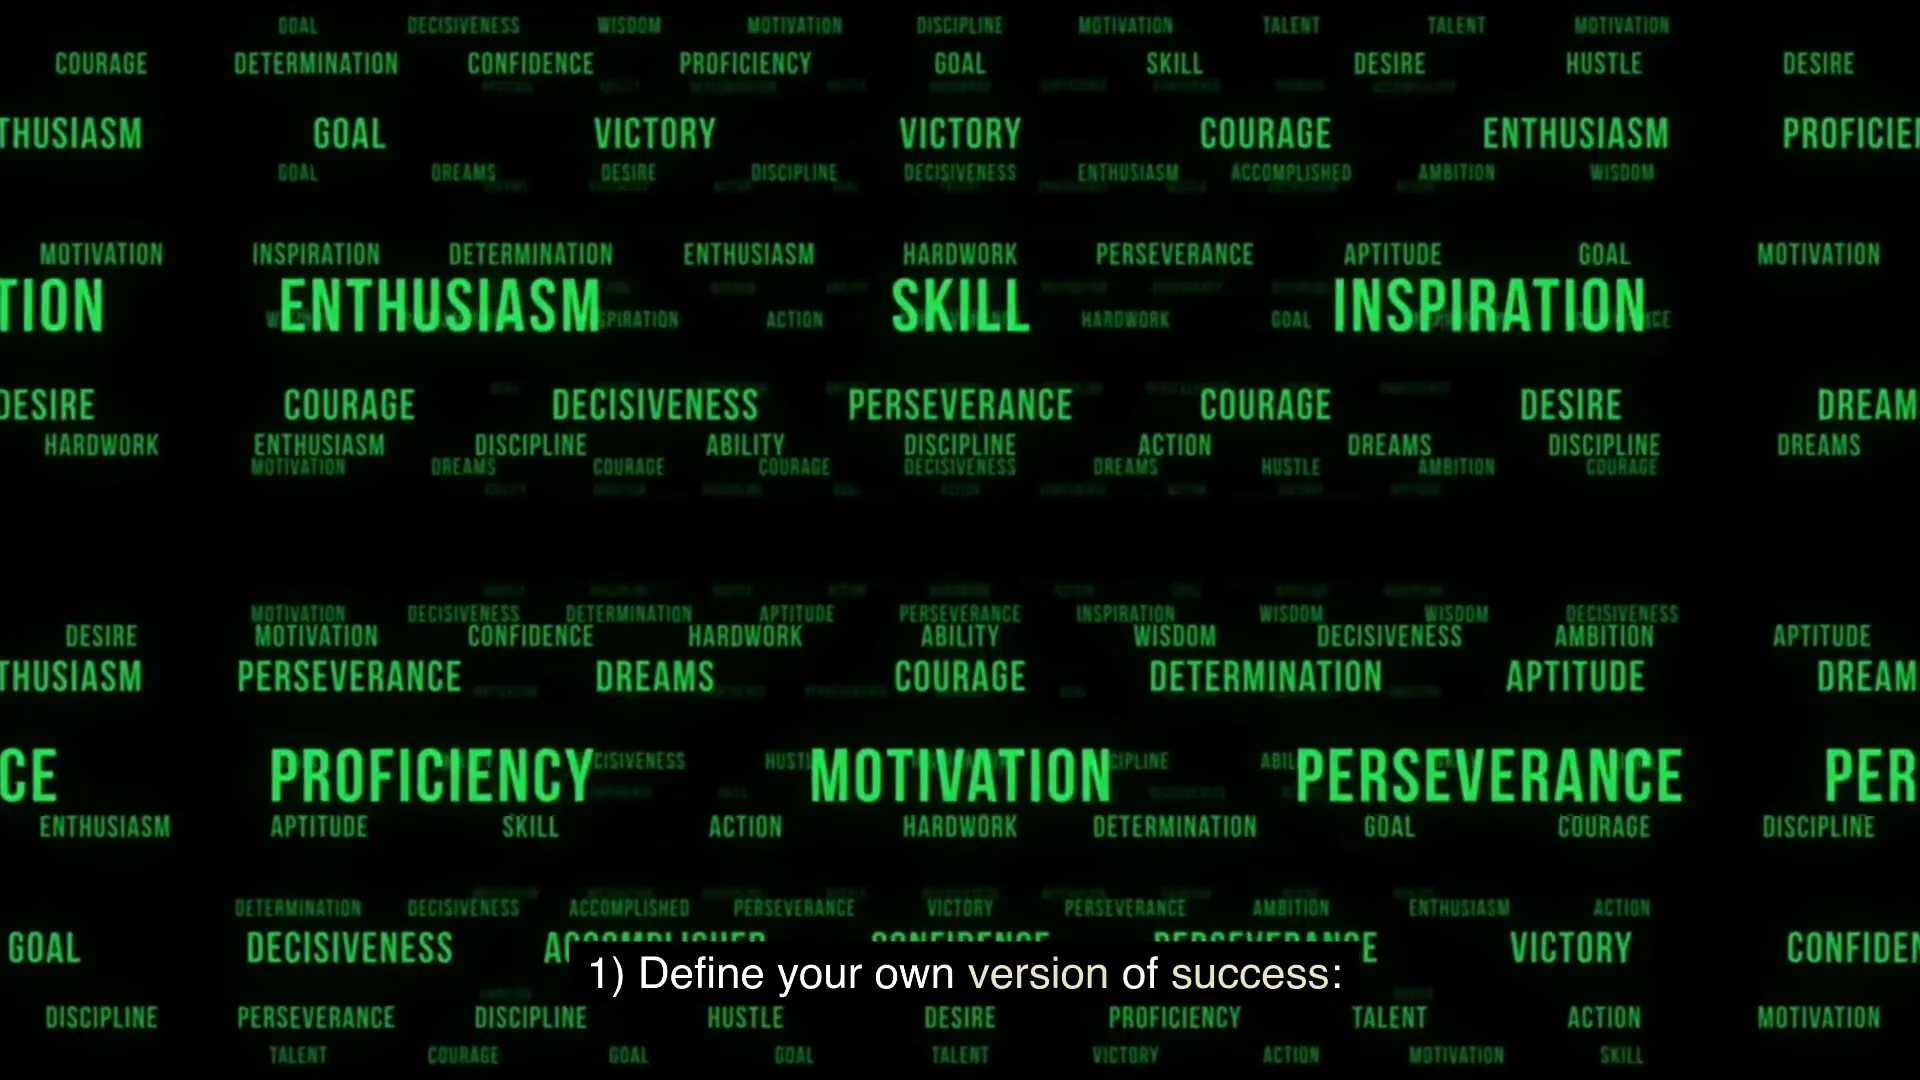 GOAL DECISIVENESS WISDOM MOTIVATION DISCIPLINE MOTIVATION TALENT TALENT MOTIVATION
COURAGE DETERMINATION CONFIDENCE PROFICIENCY GOAL SKILL DESIRE HUSTLE DESIRE
THUSIASM GOAL VICTORY VICTORY COURAGE ENTHUSIASM PROFICIE
GOAL DREAMS DESIRE DISCIPLINE DECISIVENESS ENTHUSIASM ACCOMPLISHED AMBITION WISDOM
MOTIVATION INSPIRATION DETERMINATION ENTHUSIASM HARDWORK PERSEVERANCE APTITUDE GOAL MOTIVATION
TION ENTHUSIASM SKILL INSPIRATION
SPIRATION ACTION HARDWORK GOAL
DESIRE COURAGE DECISIVENESS PERSEVERANCE COURAGE DESIRE DREAM
HARDWORK ENTHUSIASM DISCIPLINE ABILITY DISCIPLINE ACTION DREAMS DISCIPLINE DREAMS
MOTIVATION DREAMS COURAGE COURAGE DECISIVENESS DREAMS HUSTLE AMBITION COURAGE
MOTIVATION DECISIVENESS DETERMINATION APTITUDE PERSEVERANCE INSPIRATION WISDOM WISDOM DECISIVENESS
DESIRE MOTIVATION CONFIDENCE HARDWORK ABILITY WISDOM DECISIVENESS AMBITION APTITUDE
THUSIASM PERSEVERANCE DREAMS COURAGE DETERMINATION APTITUDE DREAM
CE PROFICIENCY MOTIVATION PERSEVERANCE PER
CISIVENESS HUSTL CIPLINE ABIL
ENTHUSIASM APTITUDE SKILL ACTION HARDWORK DETERMINATION GOAL COURAGE DISCIPLINE
DETERMINATION DECISIVENESS ACCOMPLISHED PERSEVERANCE VICTORY PERSEVERANCE AMBITION ENTHUSIASM ACTION
GOAL DECISIVENESS ACCOMPLISHED CONFIDENCE PERSEVERANCE VICTORY CONFIDEN
1) Define your own version of success:
DISCIPLINE PERSEVERANCE DISCIPLINE HUSTLE DESIRE PROFICIENCY TALENT ACTION MOTIVATION
TALENT COURAGE GOAL GOAL TALENT VICTORY ACTION MOTIVATION SKILL